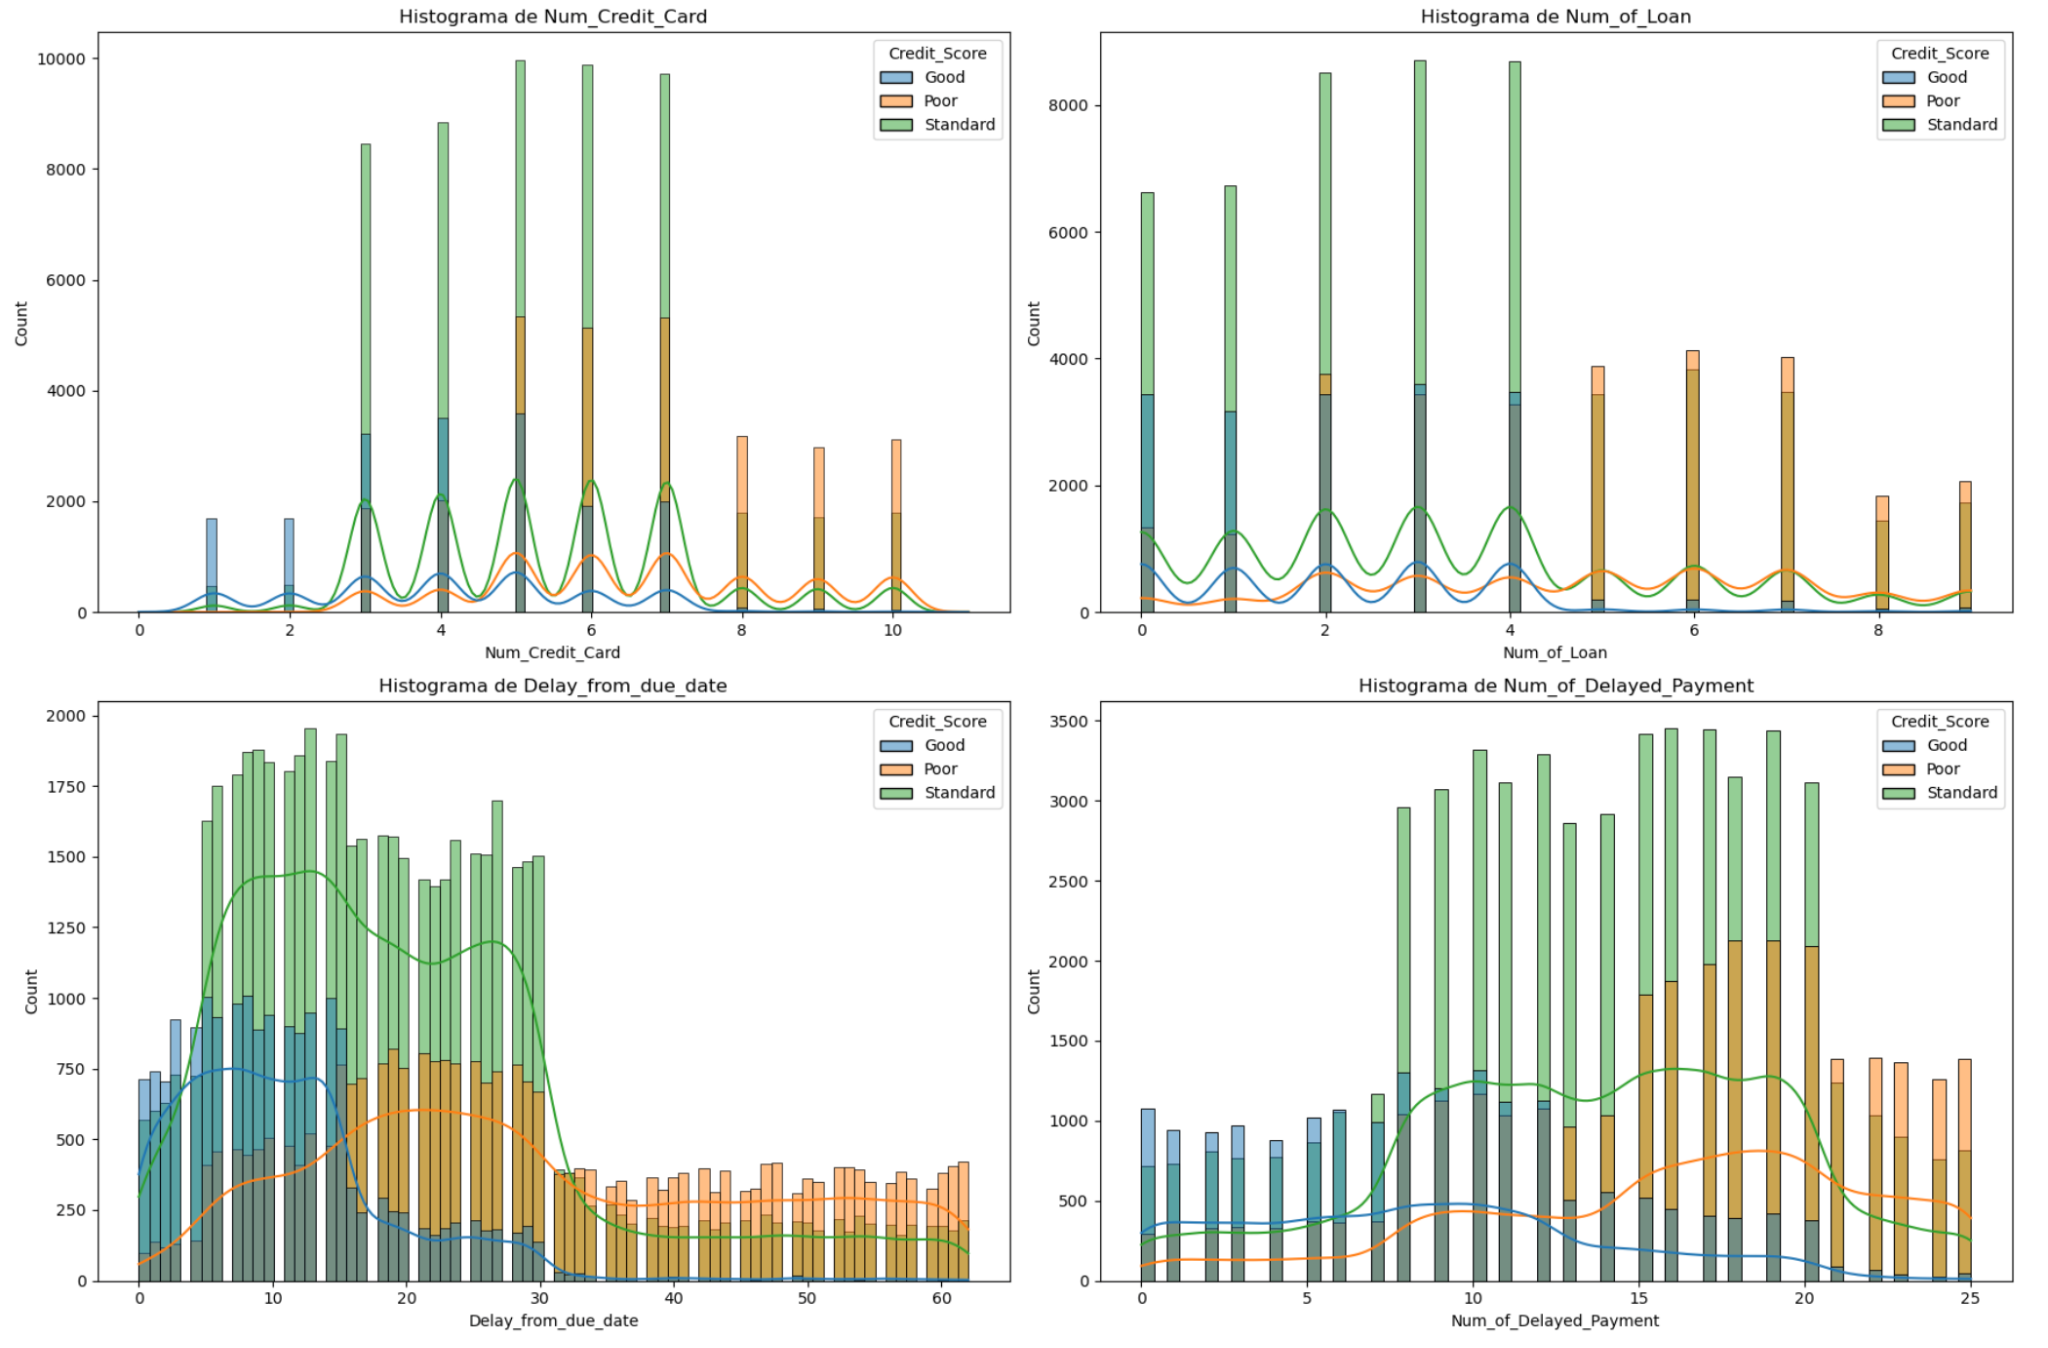 Histograma de Num_Credit_Card
Credit_Score
Good
Poor
Standard
Count
10000
8000
6000
4000
2000
0
0 2 4 6 8 10
Num_Credit_Card
Histograma de Num_of_Loan
Credit_Score
Good
Poor
Standard
Count
8000
6000
4000
2000
0
0 2 4 6 8
Num_of_Loan
Histograma de Delay_from_due_date
Credit_Score
Good
Poor
Standard
Count
2000
1750
1500
1250
1000
750
500
250
0
0 10 20 30 40 50 60
Delay_from_due_date
Histograma de Num_of_Delayed_Payment
Credit_Score
Good
Poor
Standard
Count
3500
3000
2500
2000
1500
1000
500
0
0 5 10 15 20 25
Num_of_Delayed_Payment